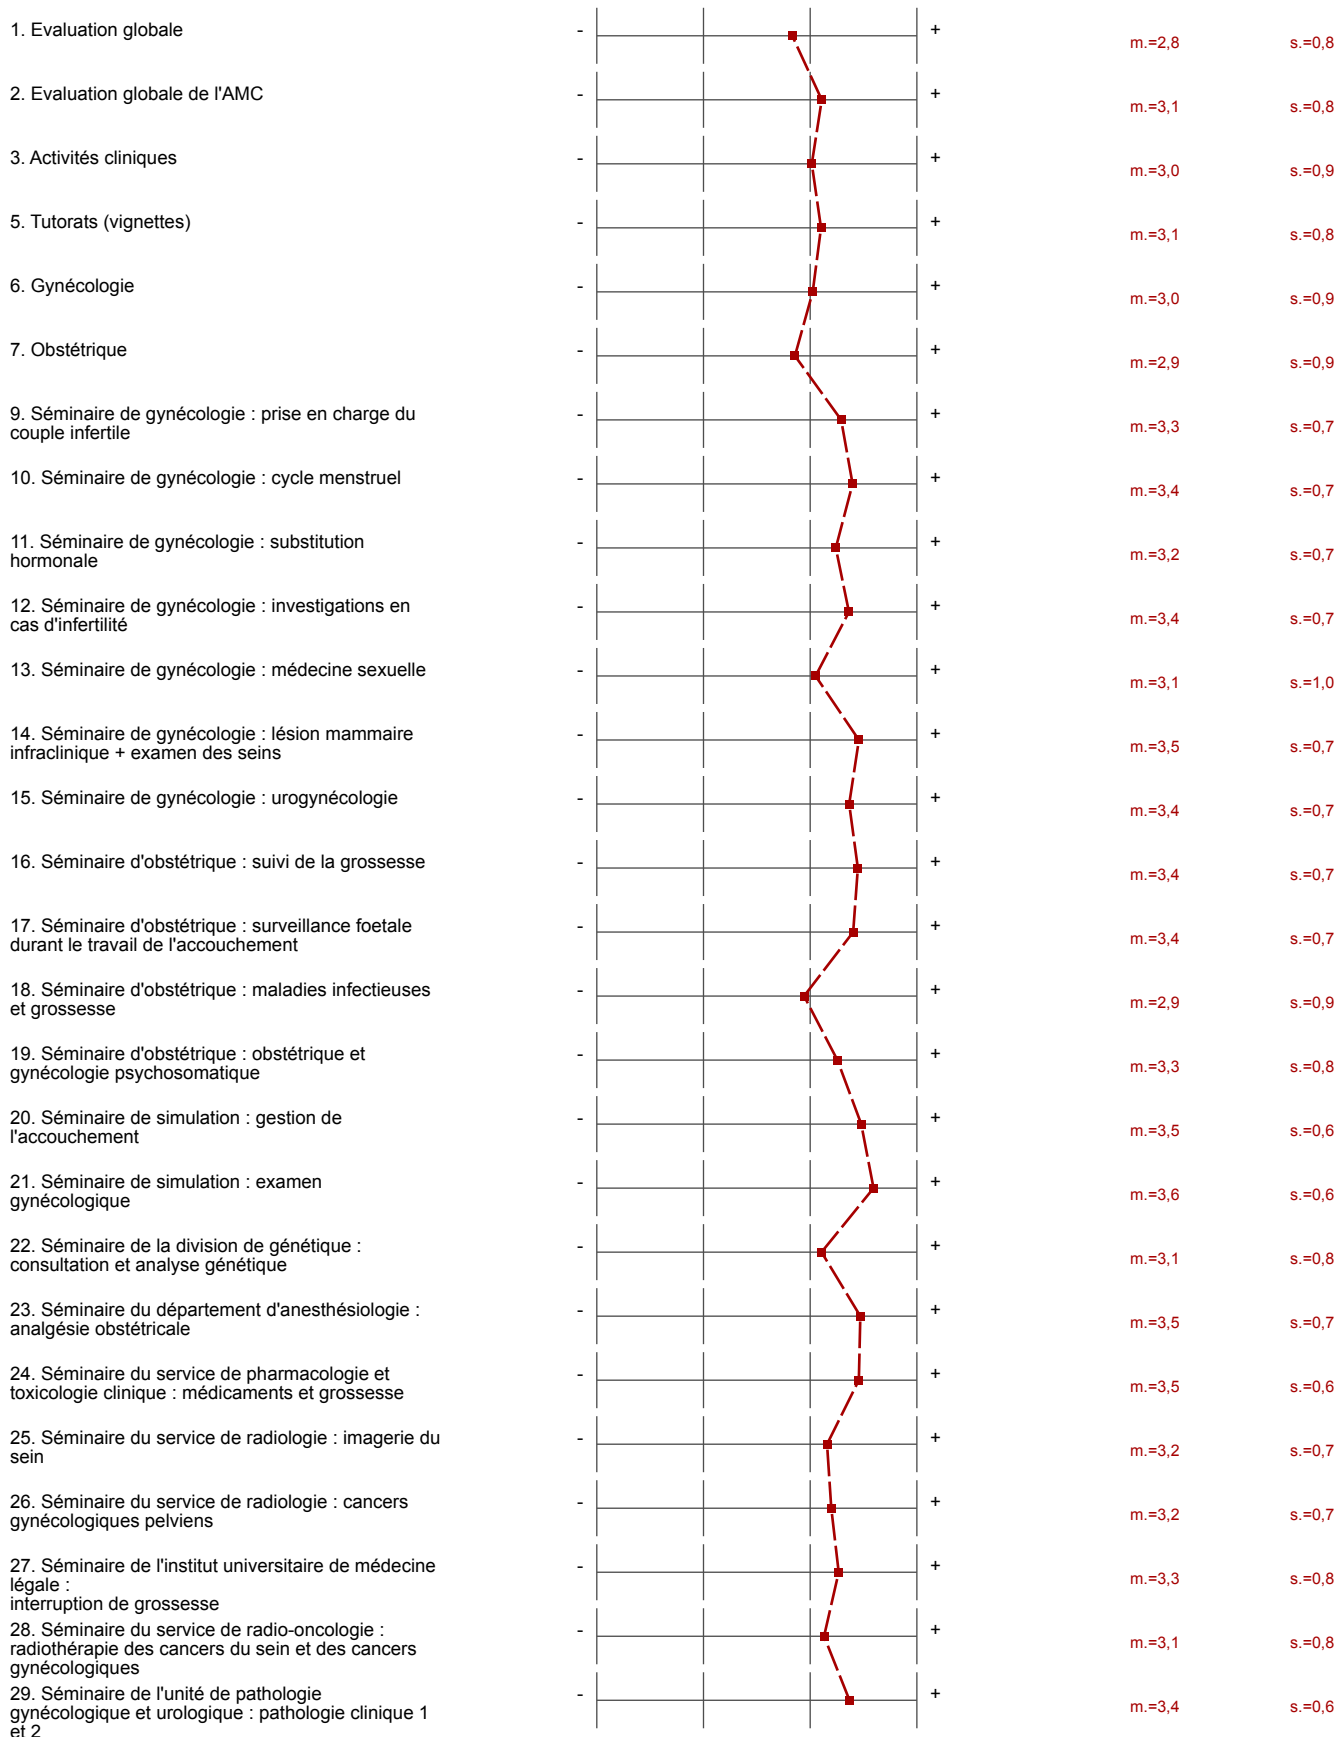 1. Evaluation globale - + m.=2,8 s.=0,8
2. Evaluation globale de l'AMC - + m.=3,1 s.=0,8
3. Activités cliniques - + m.=3,0 s.=0,9
5. Tutorats (vignettes) - + m.=3,1 s.=0,8
6. Gynécologie - + m.=3,0 s.=0,9
7. Obstétrique - + m.=2,9 s.=0,9
9. Séminaire de gynécologie : prise en charge du - +
couple infertile m.=3,3 s.=0,7
10. Séminaire de gynécologie : cycle menstruel - + m.=3,4 s.=0,7
11. Séminaire de gynécologie : substitution - +
hormonale m.=3,2 s.=0,7
12. Séminaire de gynécologie : investigations en - +
cas d'infertilité m.=3,4 s.=0,7
13. Séminaire de gynécologie : médecine sexuelle - + m.=3,1 s.=1,0
14. Séminaire de gynécologie : lésion mammaire - +
infraclinique + examen des seins m.=3,5 s.=0,7
15. Séminaire de gynécologie : urogynécologie - + m.=3,4 s.=0,7
16. Séminaire d'obstétrique : suivi de la grossesse - + m.=3,4 s.=0,7
17. Séminaire d'obstétrique : surveillance foetale - +
durant le travail de l'accouchement m.=3,4 s.=0,7
18. Séminaire d'obstétrique : maladies infectieuses - +
et grossesse m.=2,9 s.=0,9
19. Séminaire d'obstétrique : obstétrique et - +
gynécologie psychosomatique m.=3,3 s.=0,8
20. Séminaire de simulation : gestion de - +
l'accouchement m.=3,5 s.=0,6
21. Séminaire de simulation : examen - +
gynécologique m.=3,6 s.=0,6
22. Séminaire de la division de génétique : - +
consultation et analyse génétique m.=3,1 s.=0,8
23. Séminaire du département d'anesthésiologie : - +
analgésie obstétricale m.=3,5 s.=0,7
24. Séminaire du service de pharmacologie et - +
toxicologie clinique : médicaments et grossesse m.=3,5 s.=0,6
25. Séminaire du service de radiologie : imagerie du - +
sein m.=3,2 s.=0,7
26. Séminaire du service de radiologie : cancers - +
gynécologiques pelviens m.=3,2 s.=0,7
27. Séminaire de l'institut universitaire de médecine - +
légale : m.=3,3 s.=0,8
interruption de grossesse
28. Séminaire du service de radio-oncologie : - +
radiothérapie des cancers du sein et des cancers m.=3,1 s.=0,8
gynécologiques
29. Séminaire de l'unité de pathologie - +
gynécologique et urologique : pathologie clinique 1 m.=3,4 s.=0,6
et 2